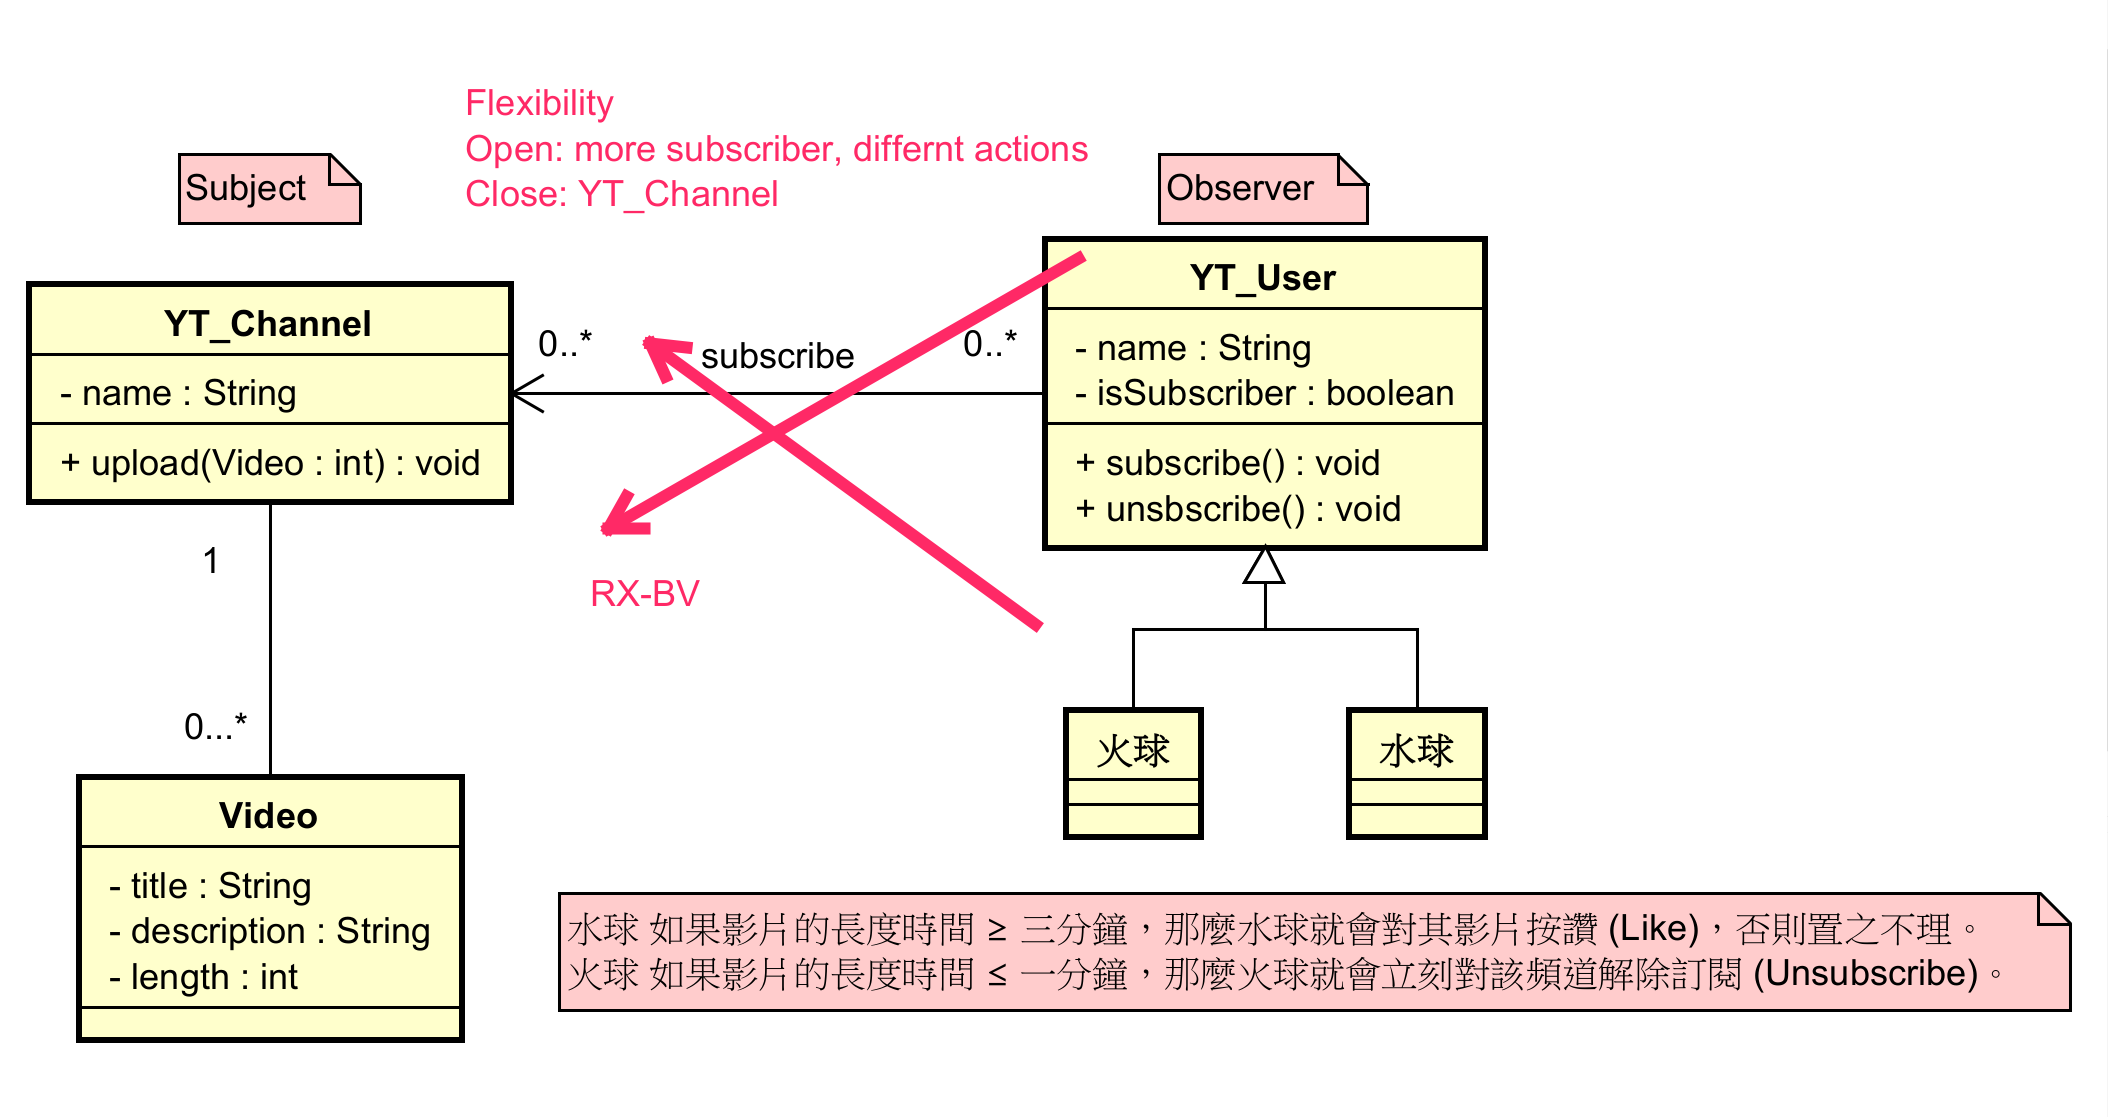 Flexibility
Open: more subscriber, differnt actions
Close: YT_Channel
Subject
Observer
YT_Channel
- name : String
+ upload(Video : int) : void
0..*
subscribe
0..*
YT_User
- name : String
- isSubscriber : boolean
+ subscribe() : void
+ unsbscribe() : void
1
RX-BV
0...*
火球
水球
Video
- title : String
- description : String
- length : int
水球 如果影片的長度時間 ≥ 三分鐘，那麼水球就會對其影片按讚 (Like)，否則置之不理。
火球 如果影片的長度時間 ≤ 一分鐘，那麼火球就會立刻對該頻道解除訂閱 (Unsubscribe)。